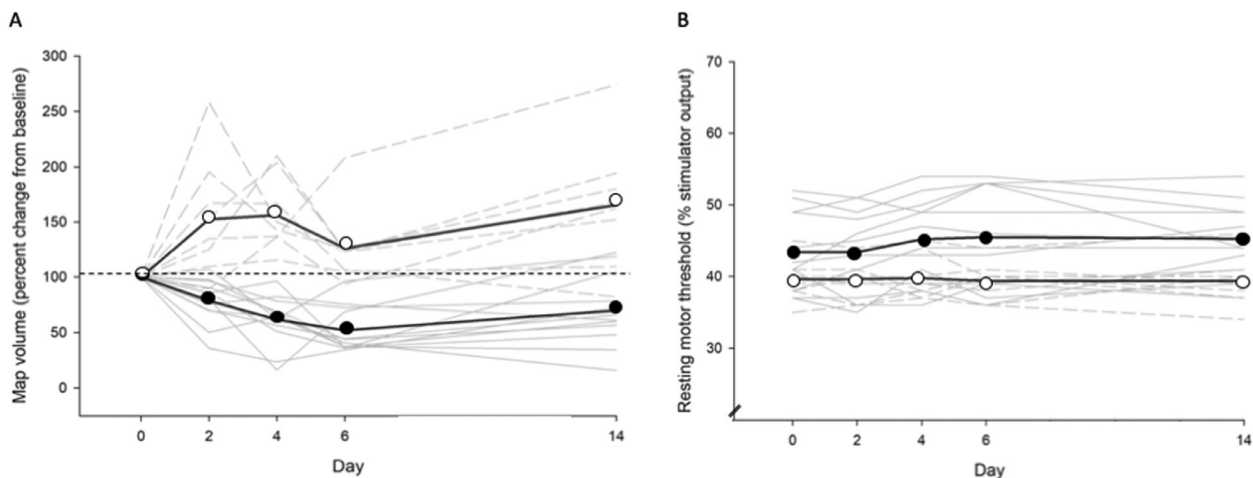 A
Map volume (percent change from baseline)
300
250
200
150
100
50
0
0 2 4 6 14
Day
B
Resting motor threshold (% stimulator output)
70
60
50
40
30
0 2 4 6 14
Day